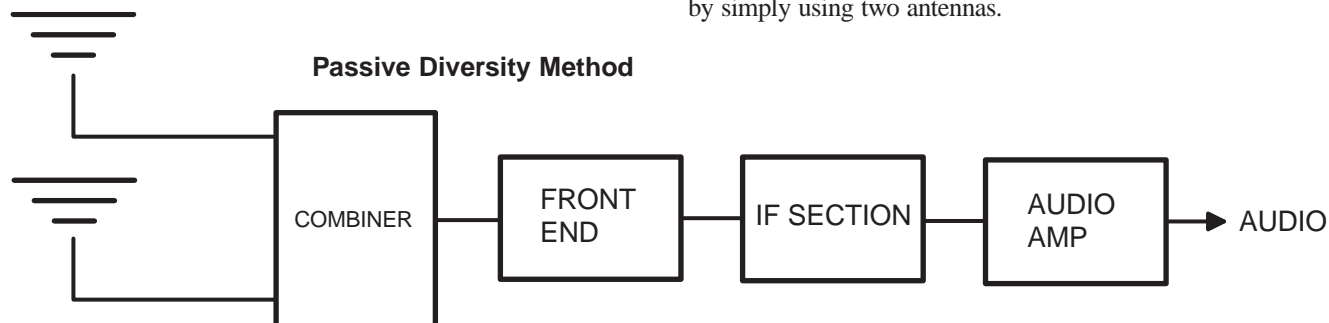 by simply using two antennas.
Passive Diversity Method
COMBINER
FRONT
END
IF SECTION
AUDIO
AMP
AUDIO